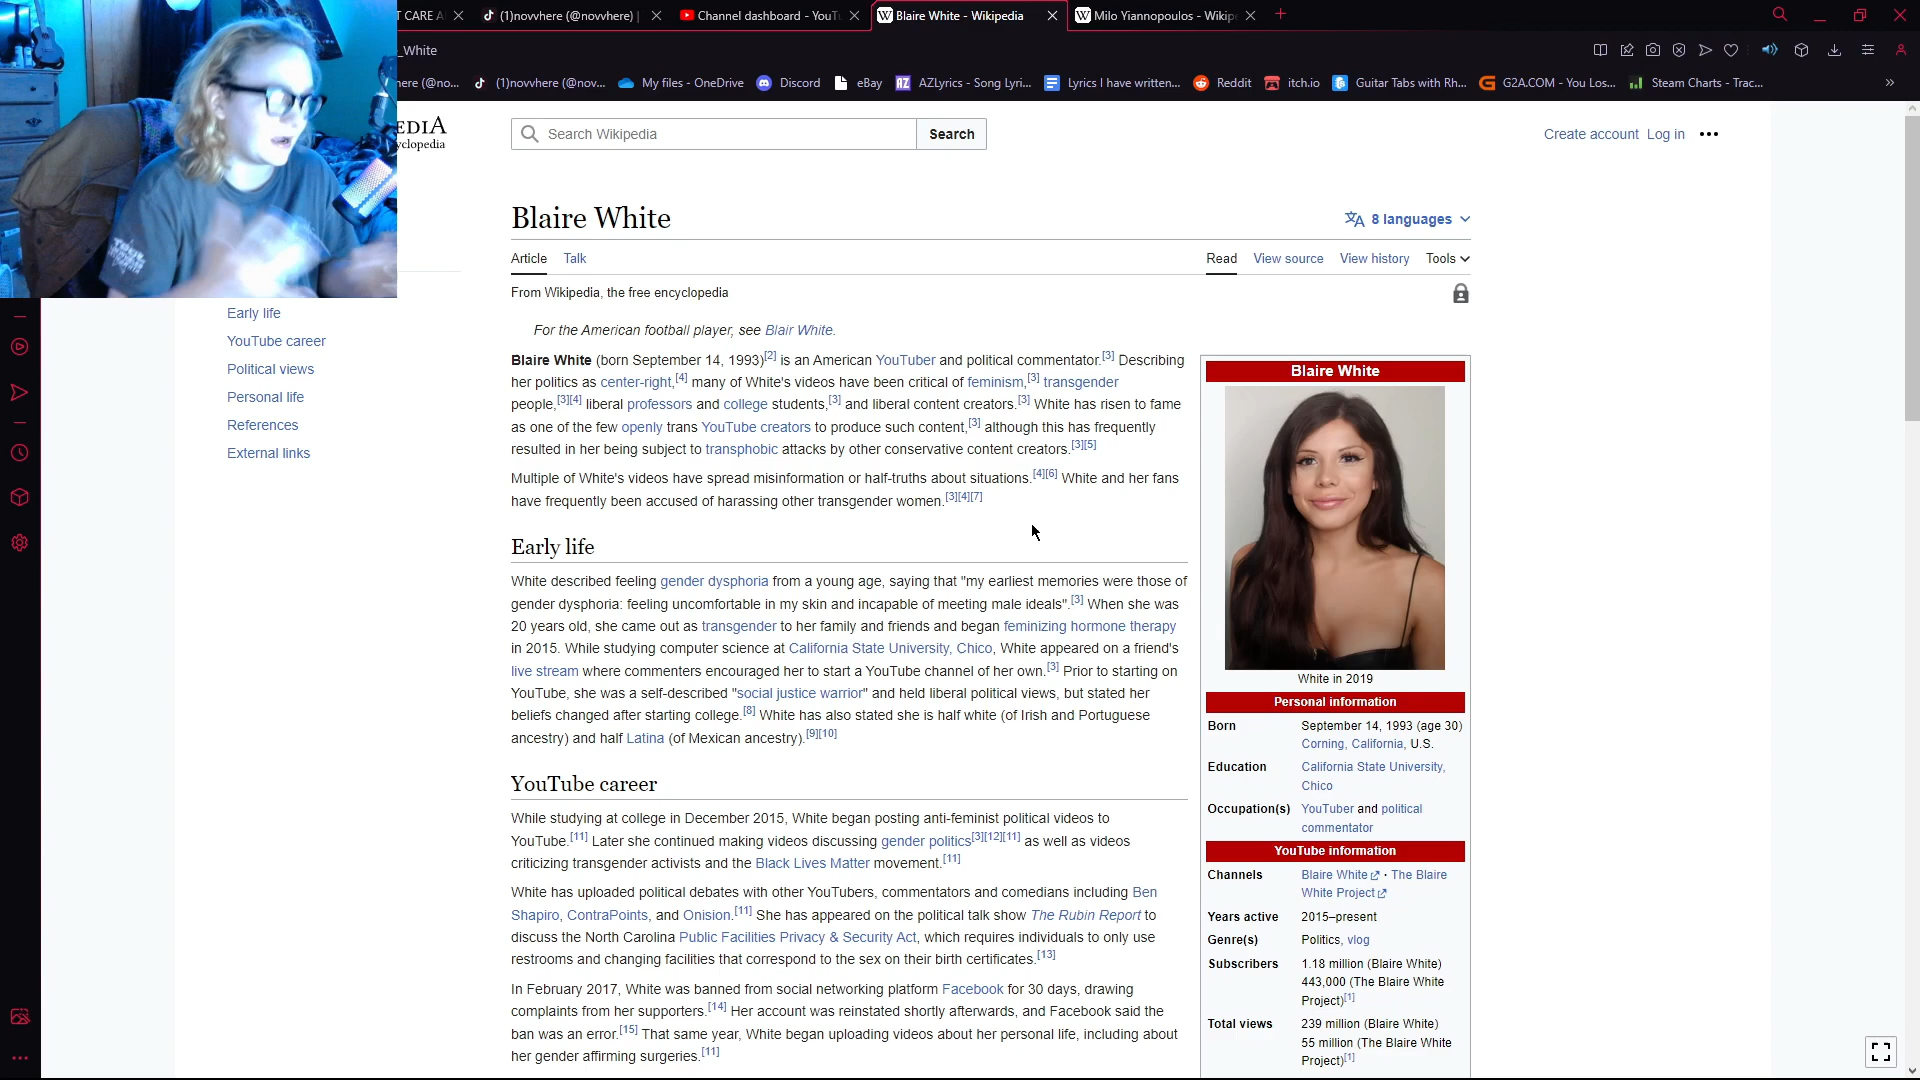 T CARE A
(1)novvhere (@novvhere) |
Channel dashboard - YouT
Blaire White - Wikipedia
Milo Yiannopoulos - Wikip
_White
here (@no...
(1)novvhere (@nov...
My files - OneDrive
Discord
eBay
AZLyrics - Song Lyri...
Lyrics I have written...
Reddit
itch.io
Guitar Tabs with Rh...
G2A.COM - You Los...
Steam Charts - Trac...
EDIA
yclopedia
Search Wikipedia
Search
Create account Log in
Blaire White
8 languages
Article Talk
Read View source View history Tools
From Wikipedia, the free encyclopedia
For the American football player, see Blair White.
Early life
YouTube career
Political views
Personal life
References
External links
Blaire White (born September 14, 1993)[2] is an American YouTuber and political commentator.[3] Describing
her politics as center-right,[4] many of White's videos have been critical of feminism,[3] transgender
people,[3][4] liberal professors and college students,[3] and liberal content creators.[3] White has risen to fame
as one of the few openly trans YouTube creators to produce such content,[3] although this has frequently
resulted in her being subject to transphobic attacks by other conservative content creators.[3][5]
Multiple of White's videos have spread misinformation or half-truths about situations.[4][6] White and her fans
have frequently been accused of harassing other transgender women.[3][4][7]
Early life
White described feeling gender dysphoria from a young age, saying that "my earliest memories were those of
gender dysphoria: feeling uncomfortable in my skin and incapable of meeting male ideals".[3] When she was
20 years old, she came out as transgender to her family and friends and began feminizing hormone therapy
in 2015. While studying computer science at California State University, Chico, White appeared on a friend's
live stream where commenters encouraged her to start a YouTube channel of her own.[3] Prior to starting on
YouTube, she was a self-described "social justice warrior" and held liberal political views, but stated her
beliefs changed after starting college.[8] White has also stated she is half white (of Irish and Portuguese
ancestry) and half Latina (of Mexican ancestry).[9][10]
YouTube career
While studying at college in December 2015, White began posting anti-feminist political videos to
YouTube.[11] Later she continued making videos discussing gender politics[3][12][11] as well as videos
criticizing transgender activists and the Black Lives Matter movement.[11]
White has uploaded political debates with other YouTubers, commentators and comedians including Ben
Shapiro, ContraPoints, and Onision.[11] She has appeared on the political talk show The Rubin Report to
discuss the North Carolina Public Facilities Privacy & Security Act, which requires individuals to only use
restrooms and changing facilities that correspond to the sex on their birth certificates.[13]
In February 2017, White was banned from social networking platform Facebook for 30 days, drawing
complaints from her supporters.[14] Her account was reinstated shortly afterwards, and Facebook said the
ban was an error.[15] That same year, White began uploading videos about her personal life, including about
her gender affirming surgeries.[11]
Blaire White
White in 2019
Personal information
Born September 14, 1993 (age 30)
Corning, California, U.S.
Education California State University,
Chico
Occupation(s) YouTuber and political
commentator
YouTube information
Channels Blaire White · The Blaire
White Project
Years active 2015–present
Genre(s) Politics, vlog
Subscribers 1.18 million (Blaire White)
443,000 (The Blaire White
Project)[1]
Total views 239 million (Blaire White)
55 million (The Blaire White
Project)[1]